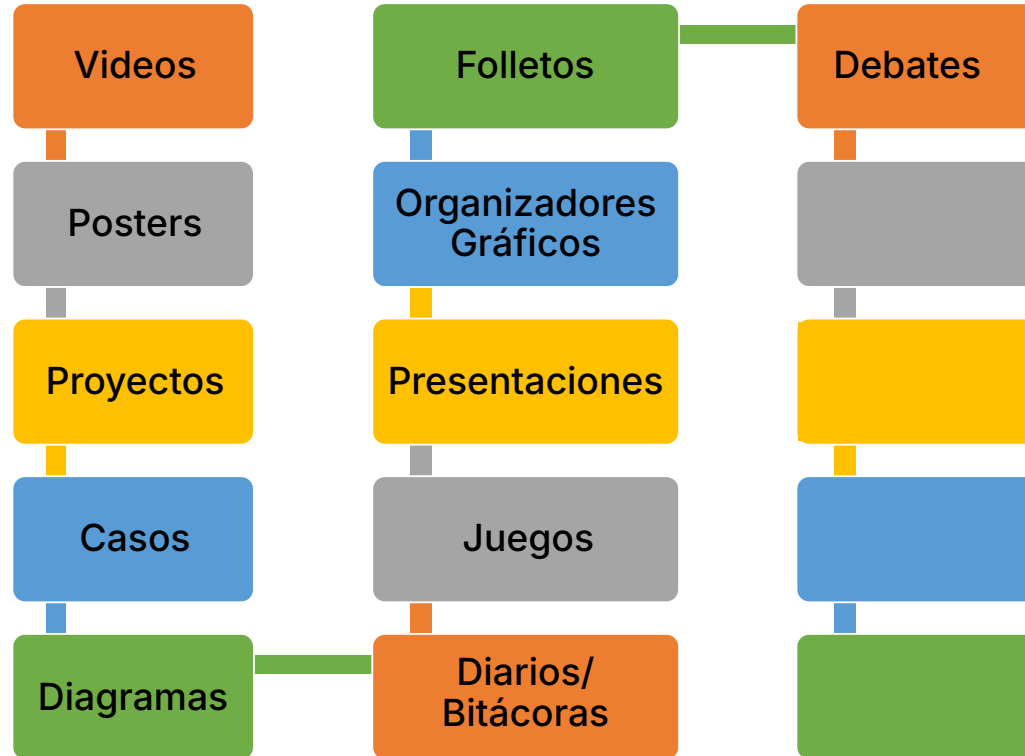 Videos
Posters
Proyectos
Casos
Diagramas
Diarios/
Bitácoras
Juegos
Presentaciones
Organizadores
Gráficos
Folletos
Debates